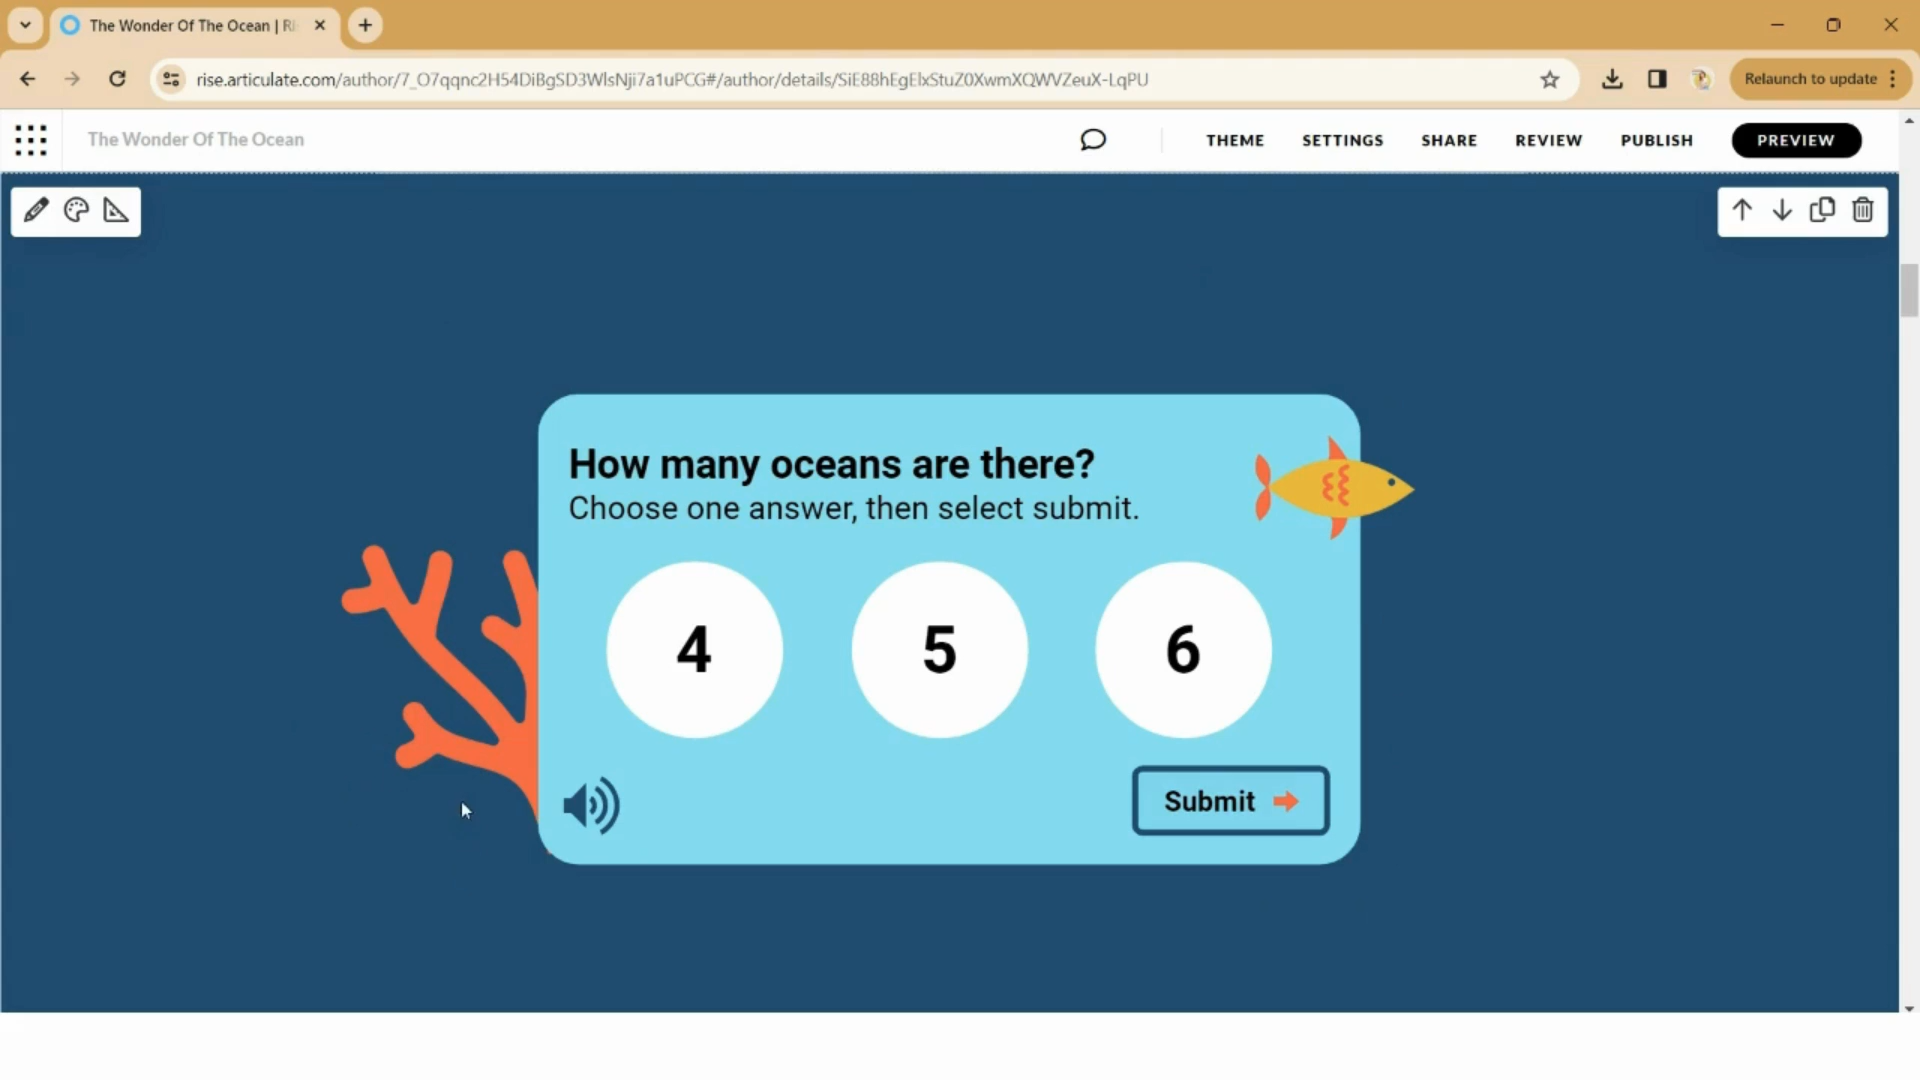 The Wonder Of The Ocean | Ri
rise.articulate.com/author/7_O7qqnc2H54DiBgSD3WlsNji7a1uPCG#/author/details/SiE88hEgElxStuZ0XwmXQWVZeuX-LqPU
Relaunch to update
The Wonder Of The Ocean
THEME SETTINGS SHARE REVIEW PUBLISH PREVIEW
How many oceans are there?
Choose one answer, then select submit.
4 5 6
Submit